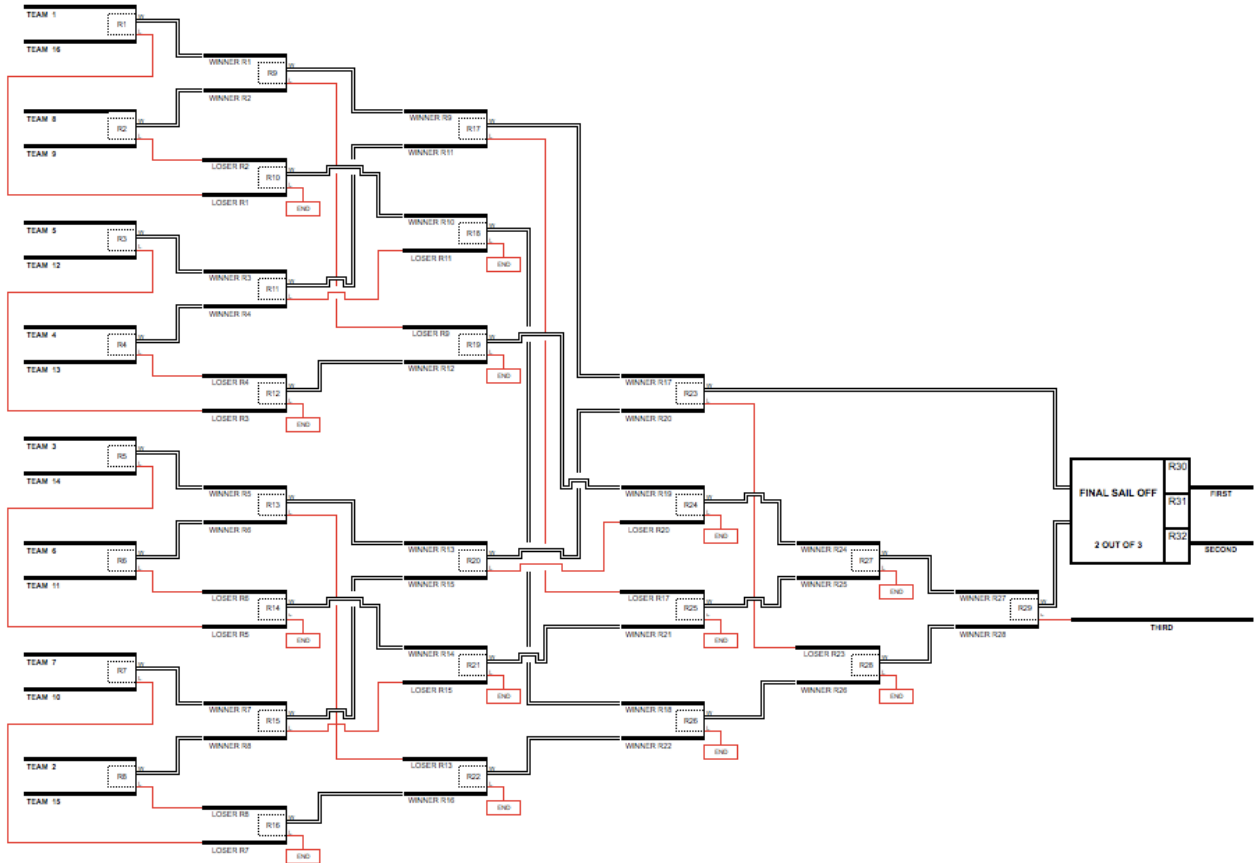 TEAM 1
R1
W
L
TEAM 16
WINNER R1
R9
W
L
WINNER R2
TEAM 8
R2
W
L
TEAM 9
WINNER R9
R17
W
L
WINNER R11
LOSER R2
R10
W
L
LOSER R1
END
TEAM 5
R3
W
L
TEAM 12
WINNER R10
R18
W
L
LOSER R11
END
WINNER R3
R11
W
L
WINNER R4
TEAM 4
R4
W
L
TEAM 13
LOSER R9
R19
W
L
WINNER R12
END
LOSER R4
R12
W
L
LOSER R3
END
WINNER R17
R23
W
L
WINNER R20
TEAM 3
R5
W
L
TEAM 14
WINNER R5
R13
W
L
WINNER R6
WINNER R19
R24
W
L
LOSER R20
END
FINAL SAIL OFF
2 OUT OF 3
R30
R31
R32
FIRST
SECOND
TEAM 6
R6
W
L
TEAM 11
WINNER R13
R20
W
L
WINNER R15
WINNER R24
R27
W
L
WINNER R25
END
LOSER R6
R14
W
L
LOSER R5
END
LOSER R17
R25
W
L
WINNER R21
END
WINNER R27
R29
W
L
WINNER R28
THIRD
TEAM 7
R7
W
L
TEAM 10
WINNER R14
R21
W
L
LOSER R15
END
LOSER R23
R28
W
L
WINNER R26
END
WINNER R7
R15
W
L
WINNER R8
WINNER R18
R26
W
L
WINNER R22
END
TEAM 2
R8
W
L
TEAM 15
LOSER R13
R22
W
L
WINNER R16
END
LOSER R8
R16
W
L
LOSER R7
END